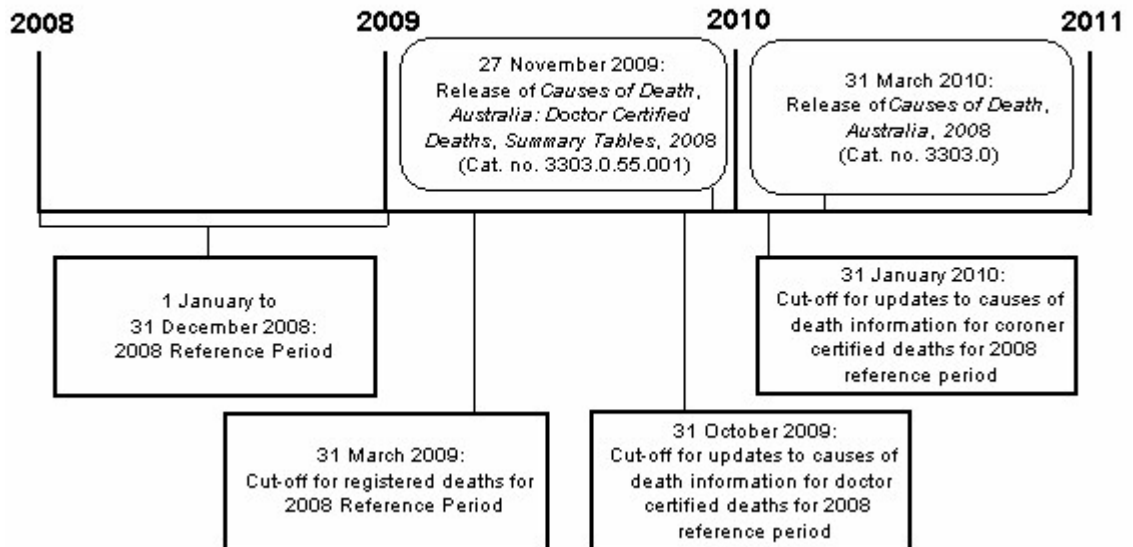 2008
2009
2010
2011
27 November 2009:
Release of Causes of Death,
Australia: Doctor Certified
Deaths, Summary Tables, 2008
(Cat. no. 3303.0.55.001)
31 March 2010:
Release of Causes of Death,
Australia, 2008
(Cat. no. 3303.0)
1 January to
31 December 2008:
2008 Reference Period
31 March 2009:
Cut-off for registered deaths for
2008 Reference Period
31 October 2009:
Cut-off for updates to causes of
death information for doctor
certified deaths for 2008
reference period
31 January 2010:
Cut-off for updates to causes of
death information for coroner
certified deaths for 2008
reference period